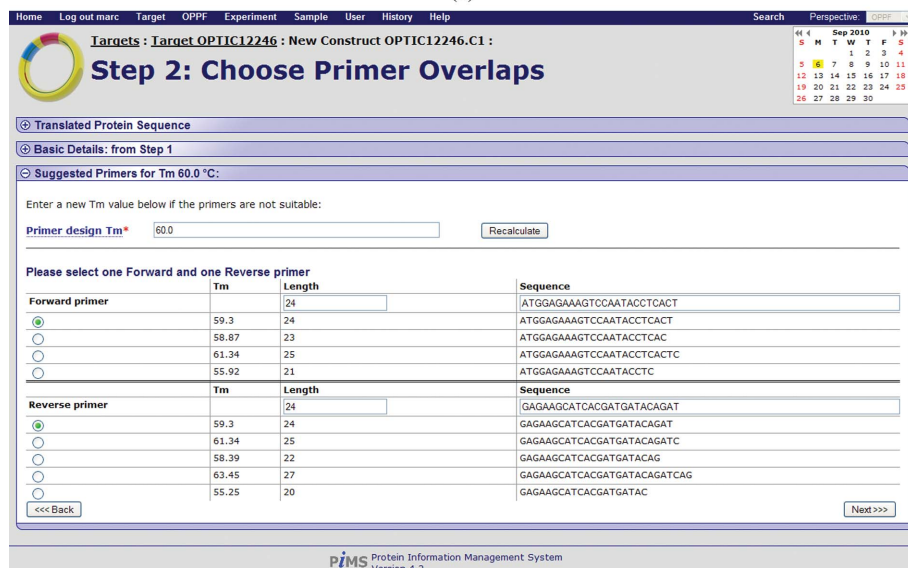 Home Log out marc Target OPPF Experiment Sample User History Help Search Perspective: OPPF
Targets : Target OPTIC12246 : New Construct OPTIC12246.C1 :
Step 2: Choose Primer Overlaps
Sep 2010
S M T W T F S
1 2 3 4
5 6 7 8 9 10 11
12 13 14 15 16 17 18
19 20 21 22 23 24 25
26 27 28 29 30
Translated Protein Sequence
Basic Details: from Step 1
Suggested Primers for Tm 60.0 °C:
Enter a new Tm value below if the primers are not suitable:
Primer design Tm* 60.0 Recalculate
Please select one Forward and one Reverse primer
Tm Length Sequence
Forward primer 24 ATGGAGAAAGTCCAATACCTCACT
59.3 24 ATGGAGAAAGTCCAATACCTCACT
58.87 23 ATGGAGAAAGTCCAATACCTCAC
61.34 25 ATGGAGAAAGTCCAATACCTCACTC
55.92 21 ATGGAGAAAGTCCAATACCTC
Tm Length Sequence
Reverse primer 24 GAGAAGCATCACGATGATACAGAT
59.3 24 GAGAAGCATCACGATGATACAGAT
61.34 25 GAGAAGCATCACGATGATACAGATC
58.39 22 GAGAAGCATCACGATGATACAG
63.45 27 GAGAAGCATCACGATGATACAGATCAG
55.25 20 GAGAAGCATCACGATGATAC
<<< Back Next >>>
PiMS Protein Information Management System